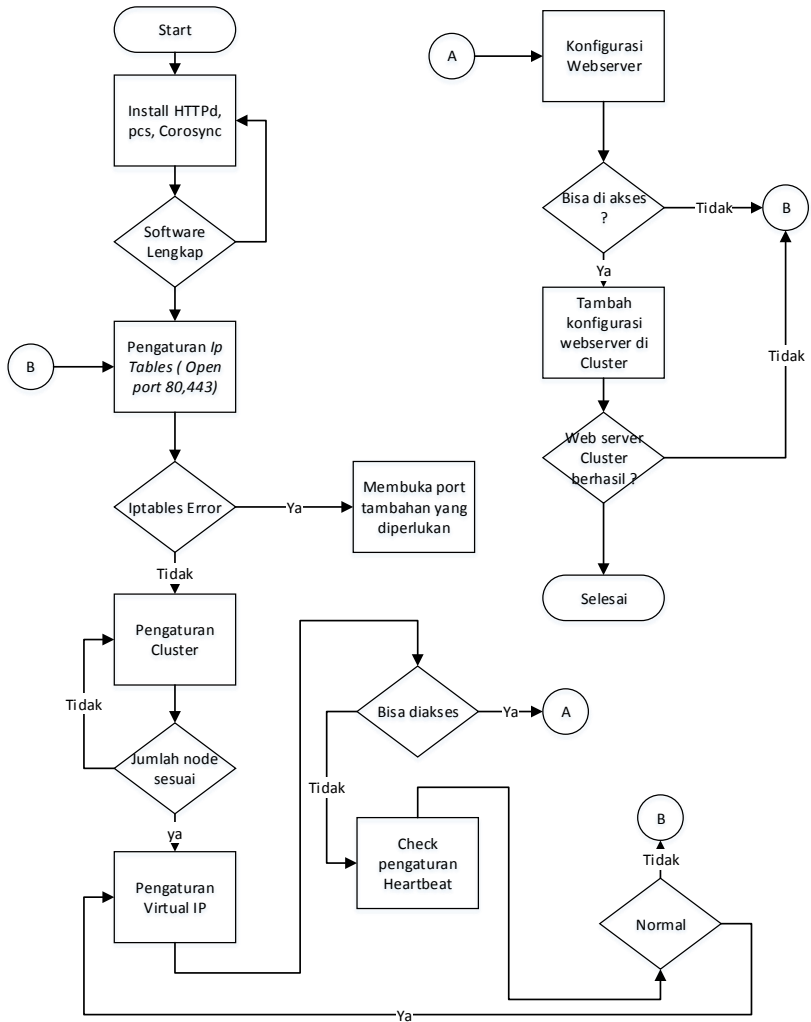 Start
Install HTTPd,
pcs, Corosync
Software
Lengkap
B
Pengaturan Ip
Tables ( Open
port 80,443)
Iptables Error
Ya
Membuka port
tambahan yang
diperlukan
Tidak
Pengaturan
Cluster
Tidak
Jumlah node
sesuai
ya
Pengaturan
Virtual IP
Bisa diakses
Ya
A
Tidak
Check
pengaturan
Heartbeat
B
Tidak
Normal
Ya
A
Konfigurasi
Webserver
Bisa di akses
?
Tidak
B
Ya
Tambah
konfigurasi
webserver di
Cluster
Tidak
Web server
Cluster
berhasil ?
Selesai